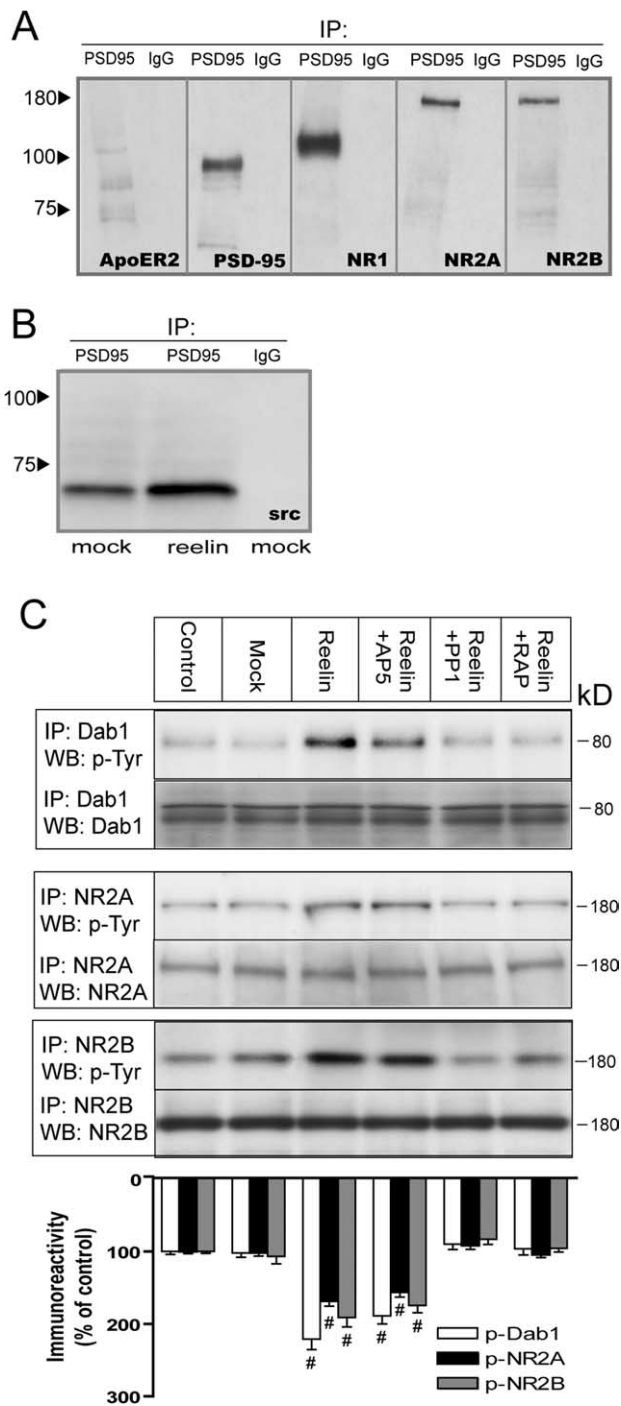 A
IP:
PSD95 IgG PSD95 IgG PSD95 IgG PSD95 IgG PSD95 IgG
180
100
75
ApoER2 PSD-95 NR1 NR2A NR2B
B
IP:
PSD95 PSD95 IgG
100
75
src
mock reelin mock
C
Control
Mock
Reelin
Reelin
+AP5
Reelin
+PP1
Reelin
+RAP
kD
IP: Dab1
WB: p-Tyr
80
IP: Dab1
WB: Dab1
80
IP: NR2A
WB: p-Tyr
180
IP: NR2A
WB: NR2A
180
IP: NR2B
WB: p-Tyr
180
IP: NR2B
WB: NR2B
180
Immunoreactivity
(% of control)
0
100
200
300
# # # # # #
p-Dab1
p-NR2A
p-NR2B